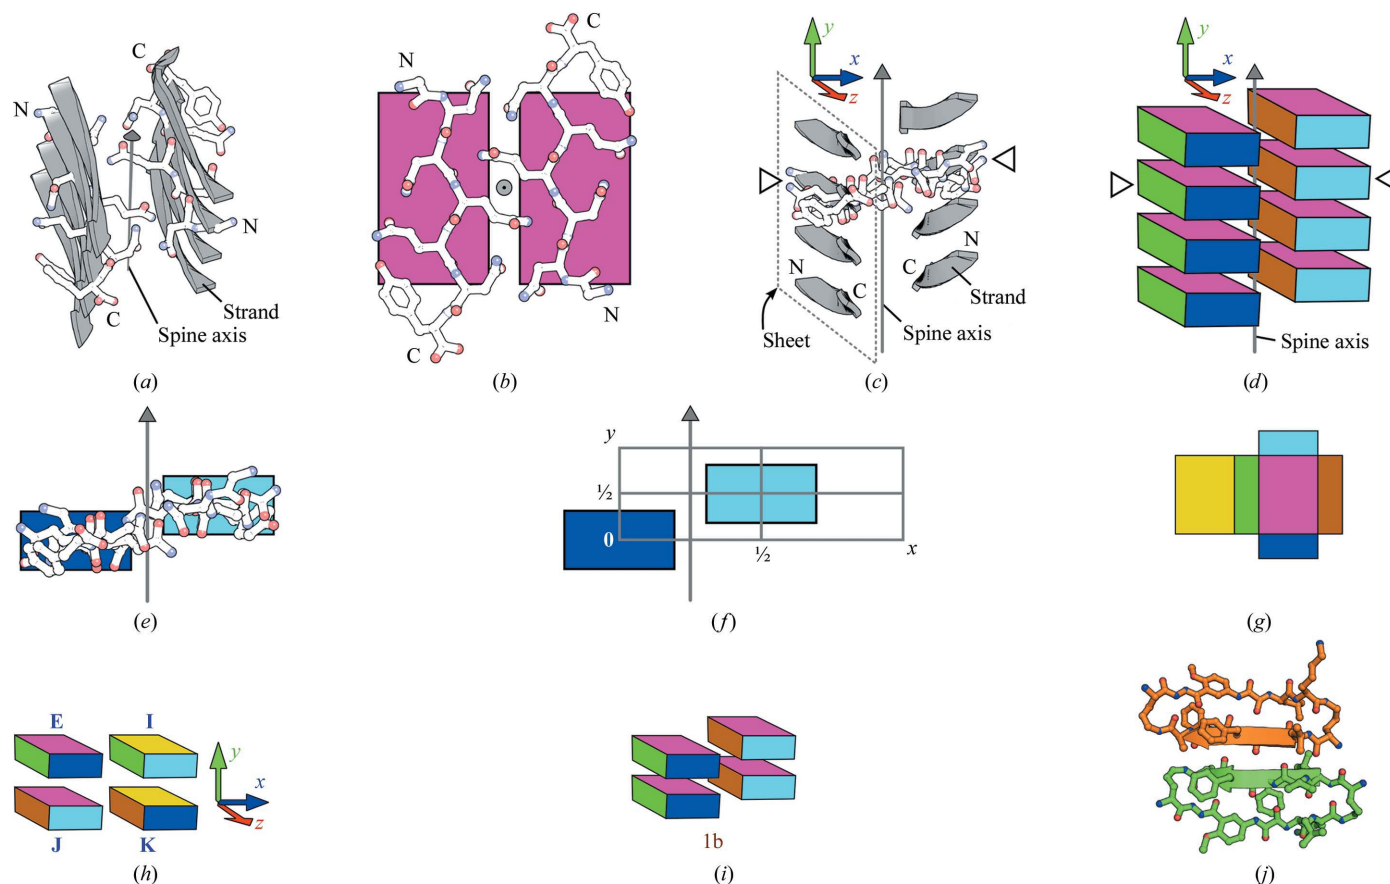 C
N
N
C
Strand
Spine axis
(a)
C
N
N
C
(b)
y
x
z
N
N
C
C
Strand
Spine axis
Sheet
(c)
y
x
z
Spine axis
(d)
(e)
y
½
0
½
x
(f)
(g)
E
I
y
x
z
J
K
(h)
1b
(i)
(j)